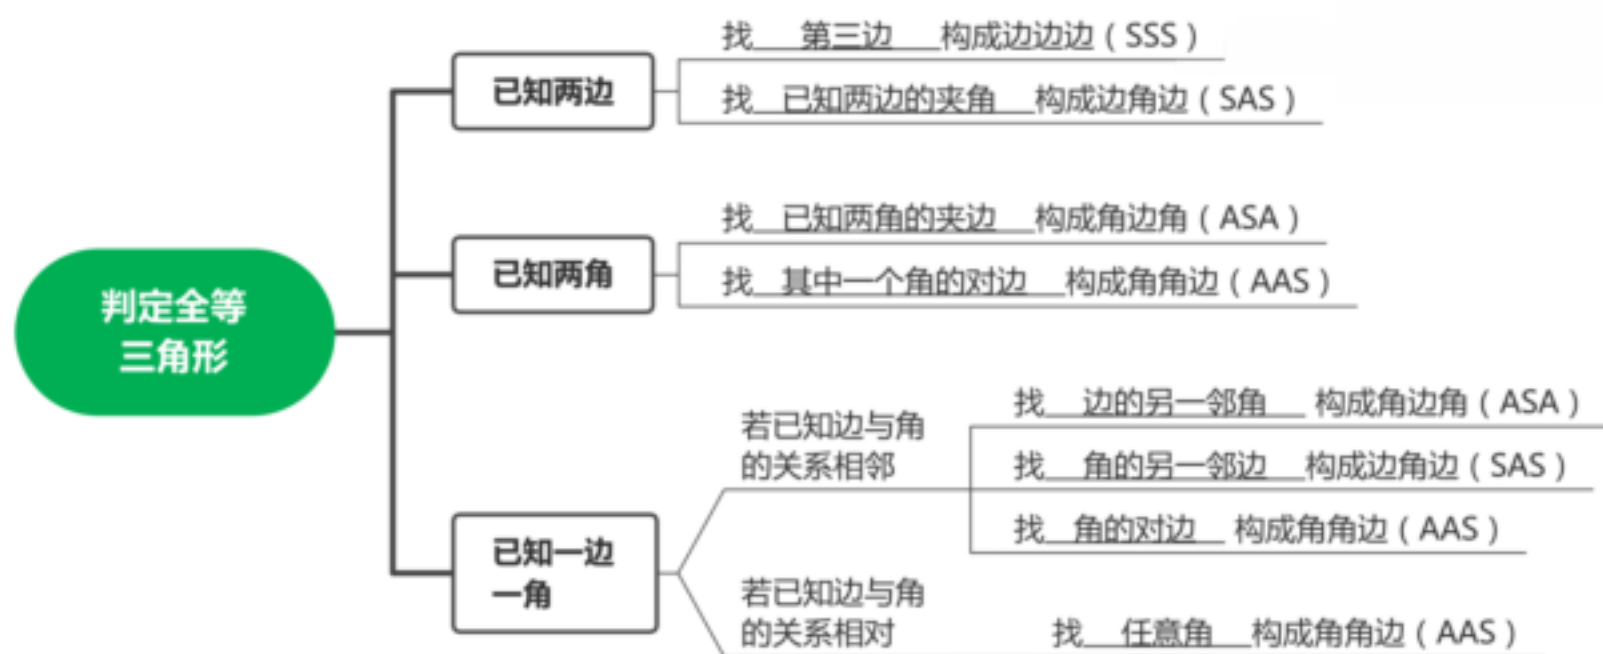 判定全等
三角形
已知两边
找 第三边 构成边边边（SSS）
找 已知两边的夹角 构成边角边（SAS）
已知两角
找 已知两角的夹边 构成角边角（ASA）
找 其中一个角的对边 构成角角边（AAS）
已知一边
一角
若已知边与角
的关系相邻
找 边的另一邻角 构成角边角（ASA）
找 角的另一邻边 构成边角边（SAS）
找 角的对边 构成角角边（AAS）
若已知边与角
的关系相对
找 任意角 构成角角边（AAS）